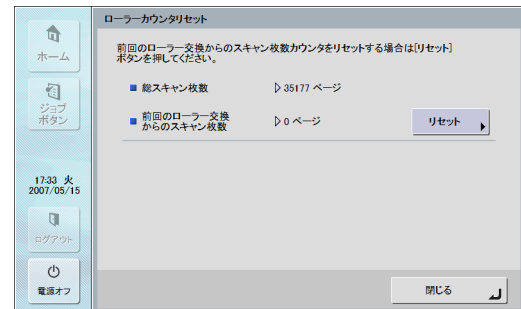 ローラーカウンタリセット
前回のローラー交換からのスキャン枚数カウンタをリセットする場合は[リセット]
ボタンを押してください。
総スキャン枚数
35177 ページ
前回のローラー交換
からのスキャン枚数
0 ページ
リセット
ホーム
ジョブ
ボタン
17:33 火
2007/05/15
ログアウト
電源オフ
閉じる